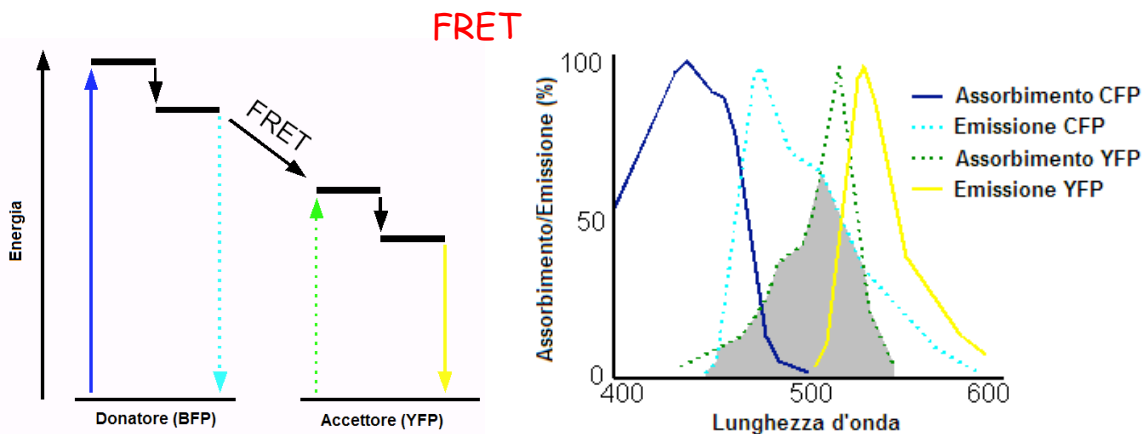 FRET
Energia
FRET
Donatore (BFP)
Accettore (YFP)
Assorbimento/Emissione (%)
100
50
0
400
500
600
Lunghezza d'onda
Assorbimento CFP
Emissione CFP
Assorbimento YFP
Emissione YFP